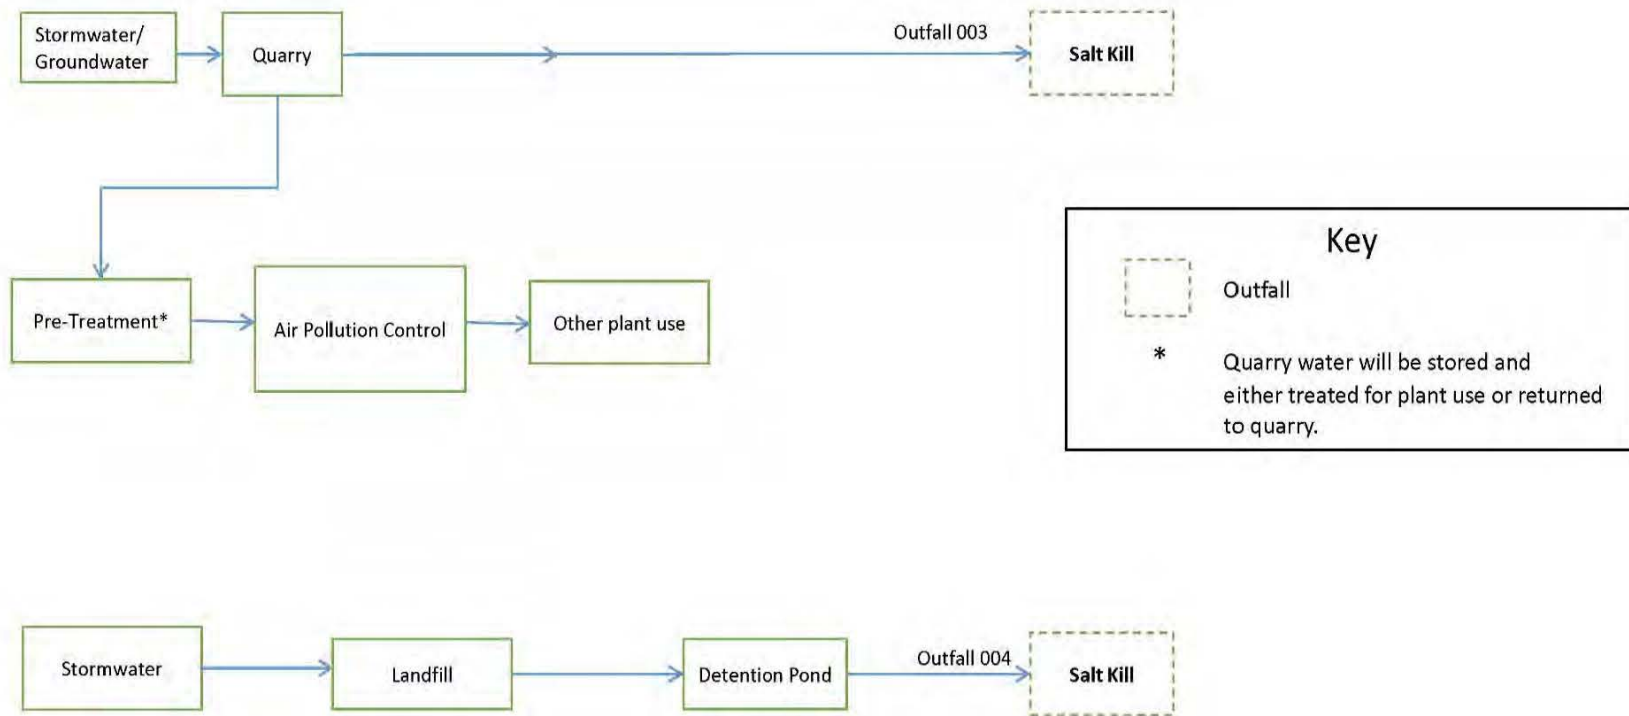 Stormwater/
Groundwater
Quarry
Outfall 003
Salt Kill
Pre-Treatment*
Air Pollution Control
Other plant use
Key
Outfall
* Quarry water will be stored and
either treated for plant use or returned
to quarry.
Stormwater
Landfill
Detention Pond
Outfall 004
Salt Kill